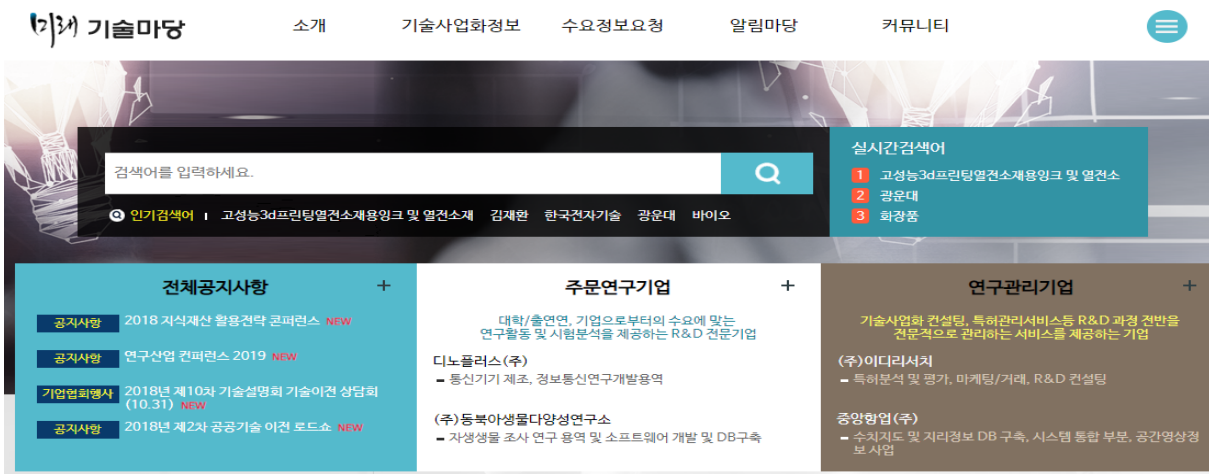 미래 기술마당
소개
기술사업화정보
수요정보요청
알림마당
커뮤니티
검색어를 입력하세요.
인기검색어 | 고성능3d프린팅열전소재용잉크 및 열전소재 김재환 한국전자기술 광운대 바이오
실시간검색어
1 고성능3d프린팅열전소재용잉크 및 열전소
2 광운대
3 화장품
전체공지사항 +
공지사항 2018 지식재산 활용전략 콘퍼런스 NEW
공지사항 연구산업 컨퍼런스 2019 NEW
기업협회행사 2018년 제10차 기술설명회 기술이전 상담회
(10.31) NEW
공지사항 2018년 제2차 공공기술 이전 로드쇼 NEW
주문연구기업 +
대학/출연연, 기업으로부터의 수요에 맞는
연구활동 및 시험분석을 제공하는 R&D 전문기업
디노플러스(주)
- 통신기기 제조, 정보통신연구개발용역
(주)동북아생물다양성연구소
- 자생생물 조사 연구 용역 및 소프트웨어 개발 및 DB구축
연구관리기업 +
기술사업화 컨설팅, 특허관리서비스등 R&D 과정 전반을
전문적으로 관리하는 서비스를 제공하는 기업
(주)이디리서치
- 특허분석 및 평가, 마케팅/거래, R&D 컨설팅
중앙항업(주)
- 수치지도 및 지리정보 DB 구축, 시스템 통합 부분, 공간영상정
보 사업